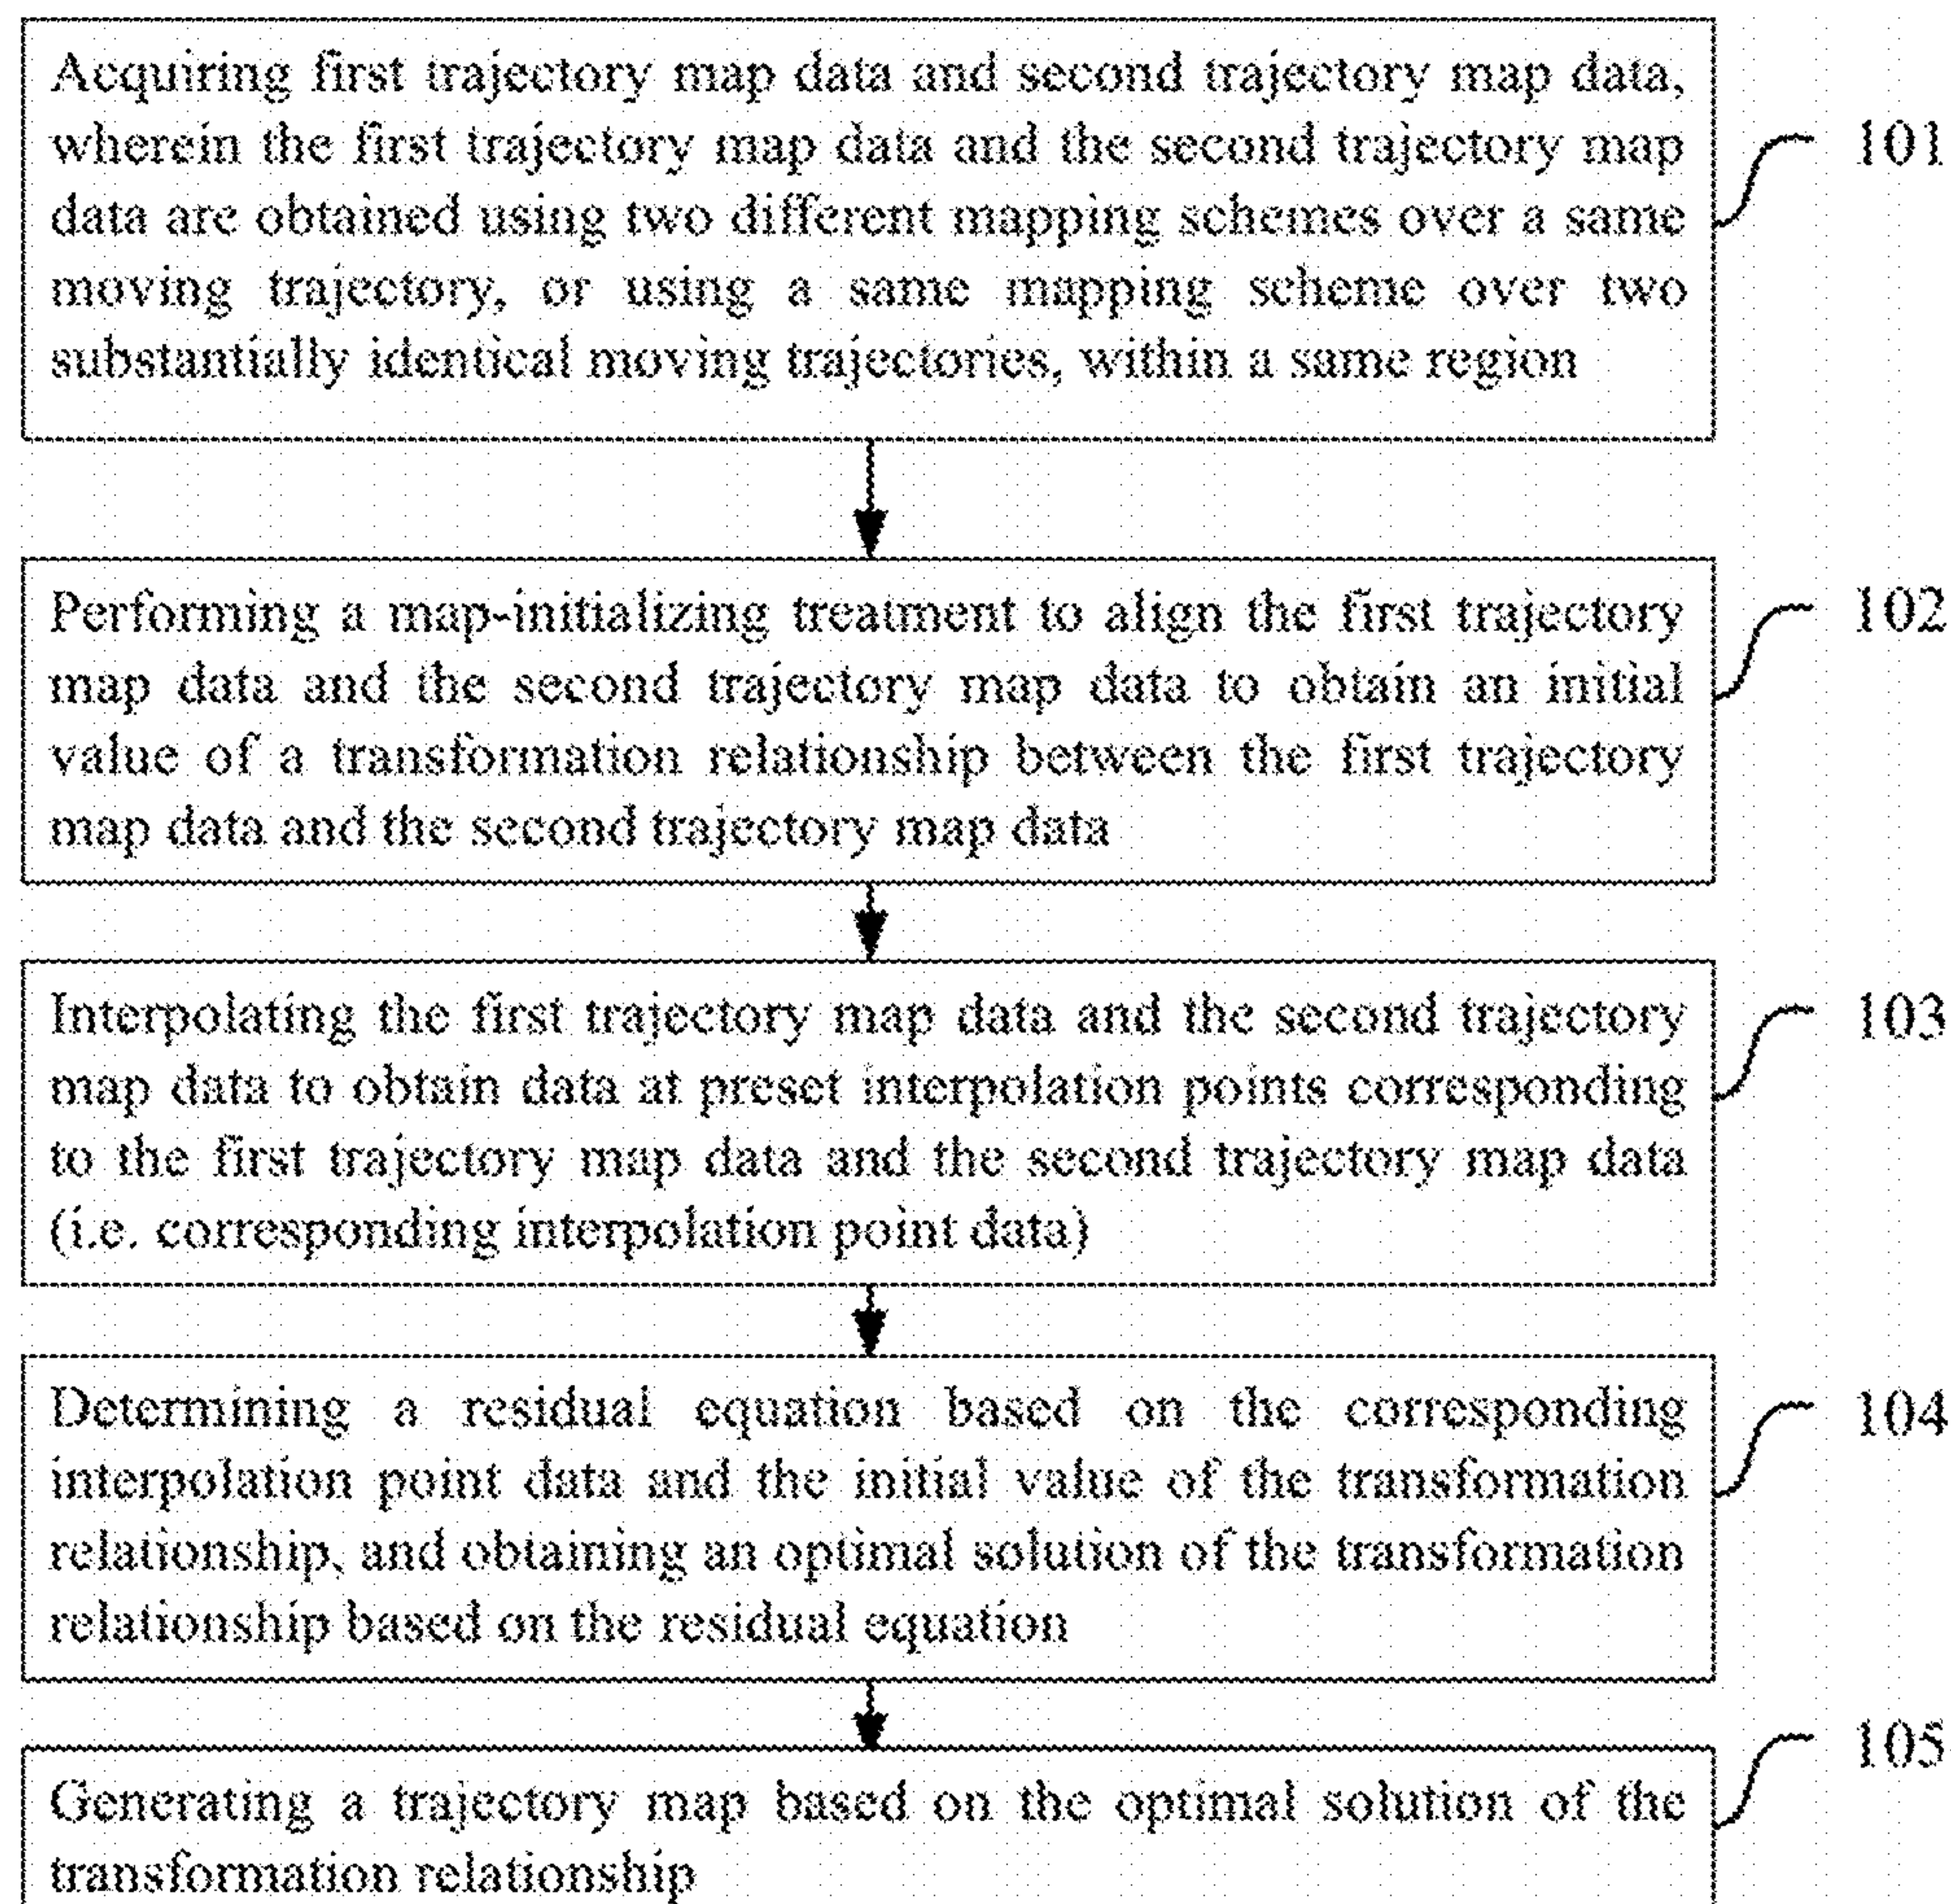 Acquiring first trajectory map data and second trajectory map data,
wherein the first trajectory map data and the second trajectory map
data are obtained using two different mapping schemes over a same
moving trajectory, or using a same mapping scheme over two
substantially identical moving trajectories, within a same region
101
Performing a map-initializing treatment to align the first trajectory
map data and the second trajectory map data to obtain an initial
value of a transformation relationship between the first trajectory
map data and the second trajectory map data
102
Interpolating the first trajectory map data and the second trajectory
map data to obtain data at preset interpolation points corresponding
to the first trajectory map data and the second trajectory map data
(i.e. corresponding interpolation point data)
103
Determining a residual equation based on the corresponding
interpolation point data and the initial value of the transformation
relationship, and obtaining an optimal solution of the transformation
relationship based on the residual equation
104
Generating a trajectory map based on the optimal solution of the
transformation relationship
105